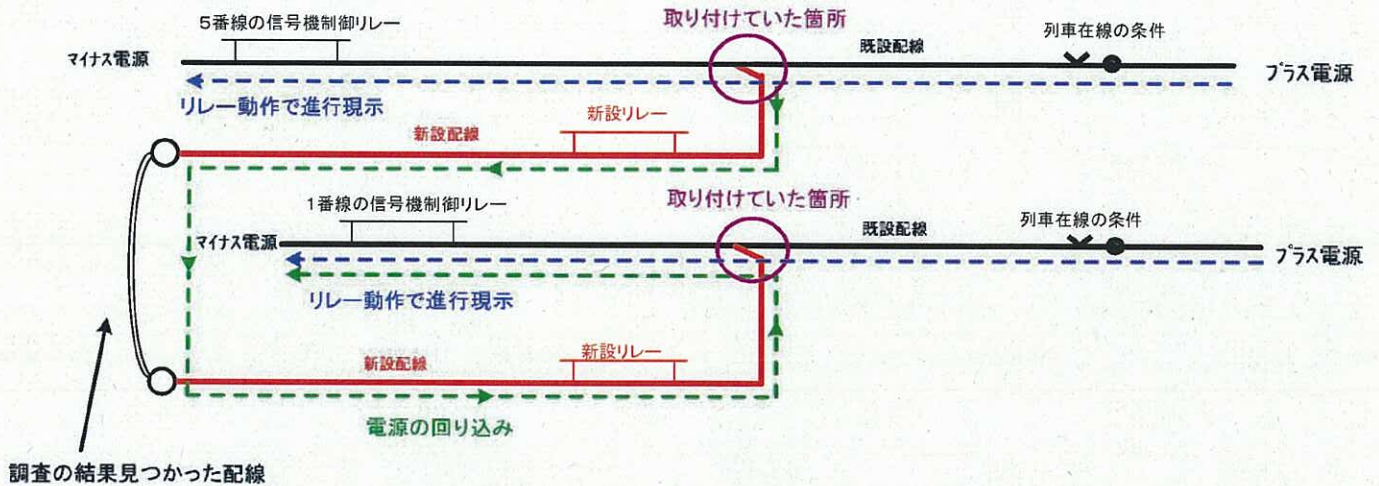 取り付けていた箇所
5番線の信号機制御リレー
既設配線
列車在線の条件
マイナス電源
プラス電源
リレー動作で進行現示
新設リレー
新設配線
取り付けていた箇所
1番線の信号機制御リレー
既設配線
列車在線の条件
マイナス電源
プラス電源
リレー動作で進行現示
新設リレー
新設配線
電源の回り込み
調査の結果見つかった配線